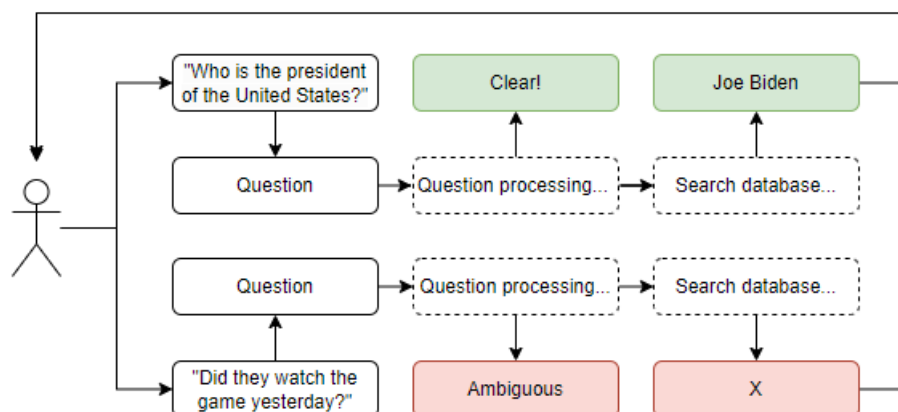 "Who is the president
of the United States?"
Clear!
Joe Biden
Question
Question processing...
Search database...
Question
Question processing...
Search database...
"Did they watch the
game yesterday?"
Ambiguous
X